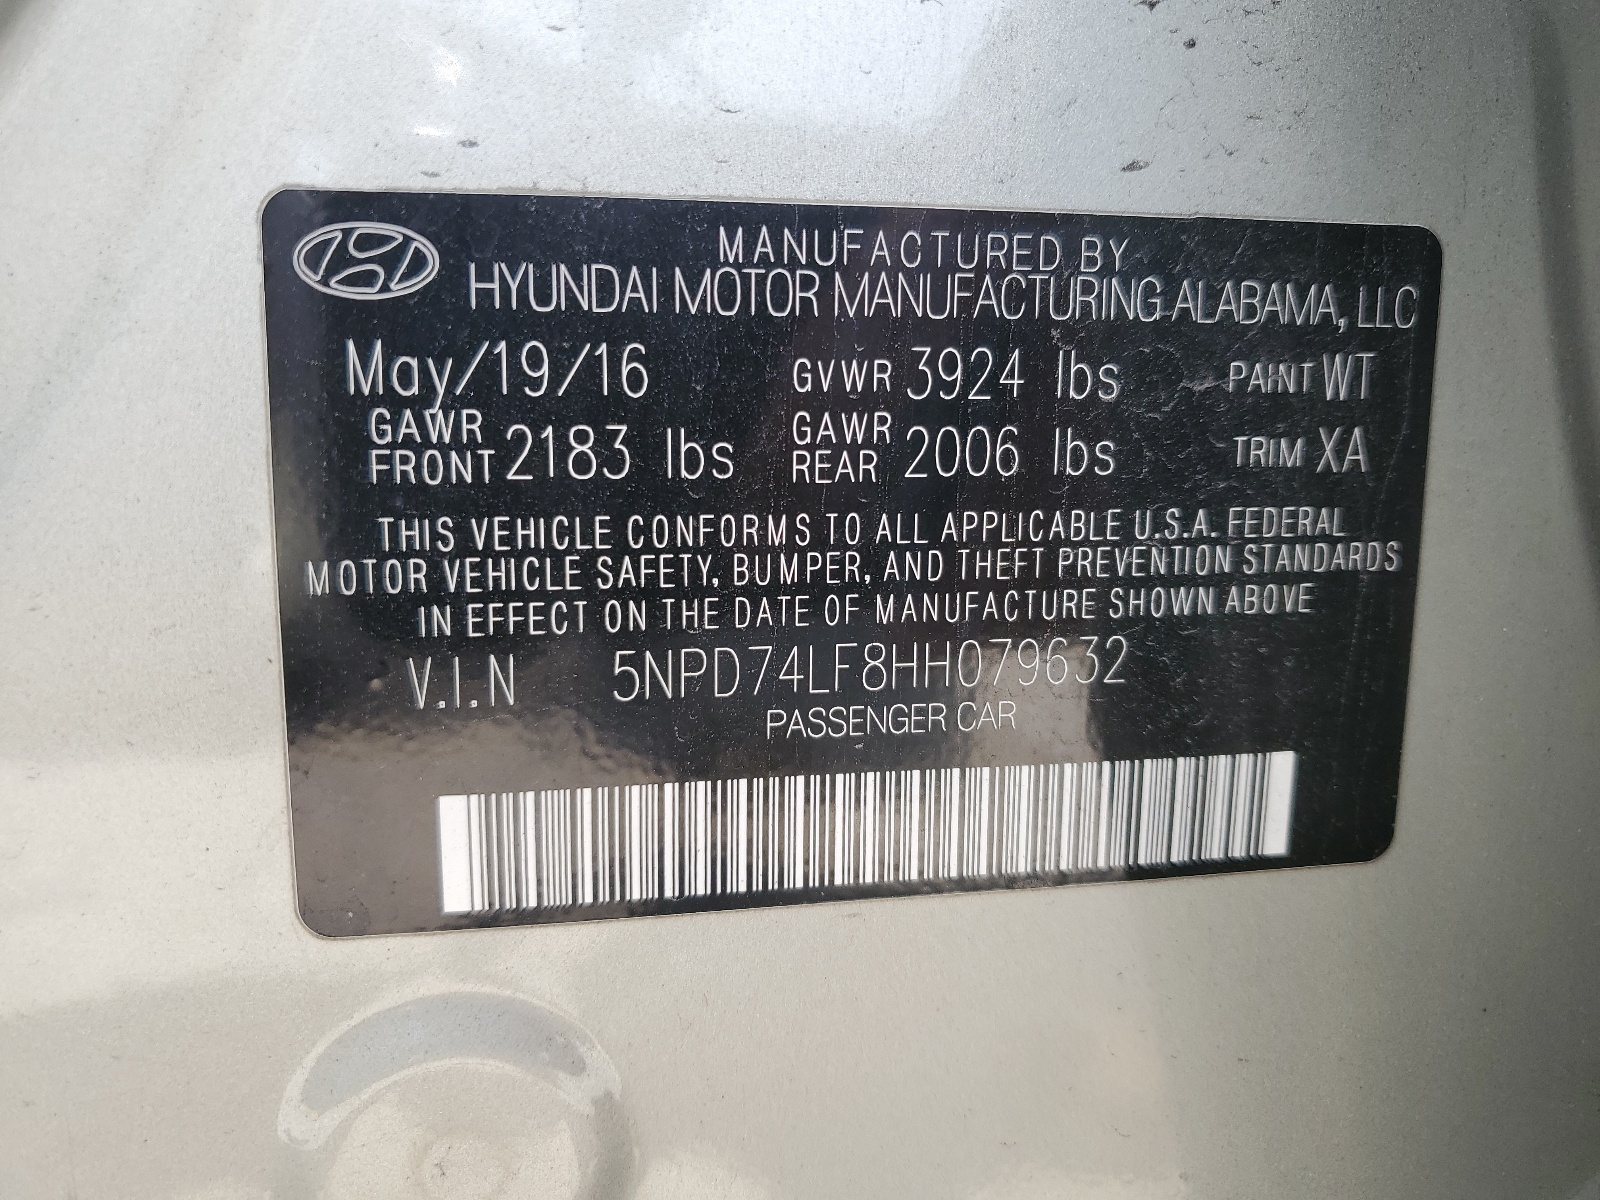 MANUFACTURED BY
HYUNDAI MOTOR MANUFACTURING ALABAMA, LLC
May/19/16 GVWR 3924 lbs PAINT WT
GAWR FRONT 2183 lbs GAWR REAR 2006 lbs TRIM XA
THIS VEHICLE CONFORMS TO ALL APPLICABLE U.S.A. FEDERAL
MOTOR VEHICLE SAFETY, BUMPER, AND THEFT PREVENTION STANDARDS
IN EFFECT ON THE DATE OF MANUFACTURE SHOWN ABOVE
V.I.N 5NPD74LF8HH079632
PASSENGER CAR